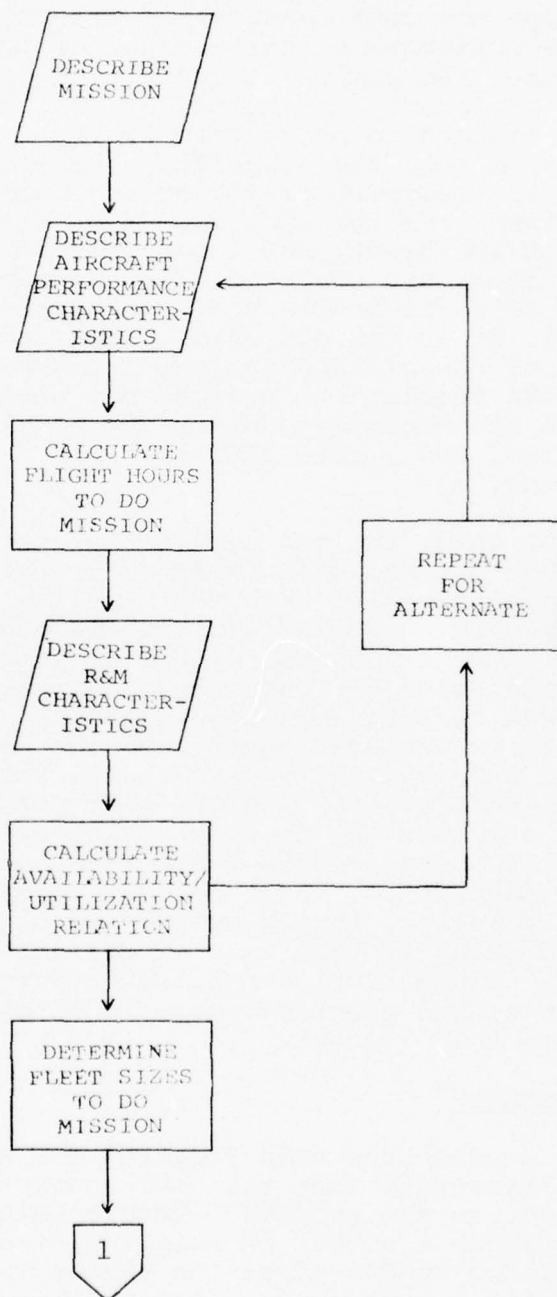 DESCRIBE
MISSION
DESCRIBE
AIRCRAFT
PERFORMANCE
CHARACTER-
ISTICS
CALCULATE
FLIGHT HOURS
TO DO
MISSION
REPEAT
FOR
ALTERNATE
DESCRIBE
R&M
CHARACTER-
ISTICS
CALCULATE
AVAILABILITY/
UTILIZATION
RELATION
DETERMINE
FLEET SIZES
TO DO
MISSION
1